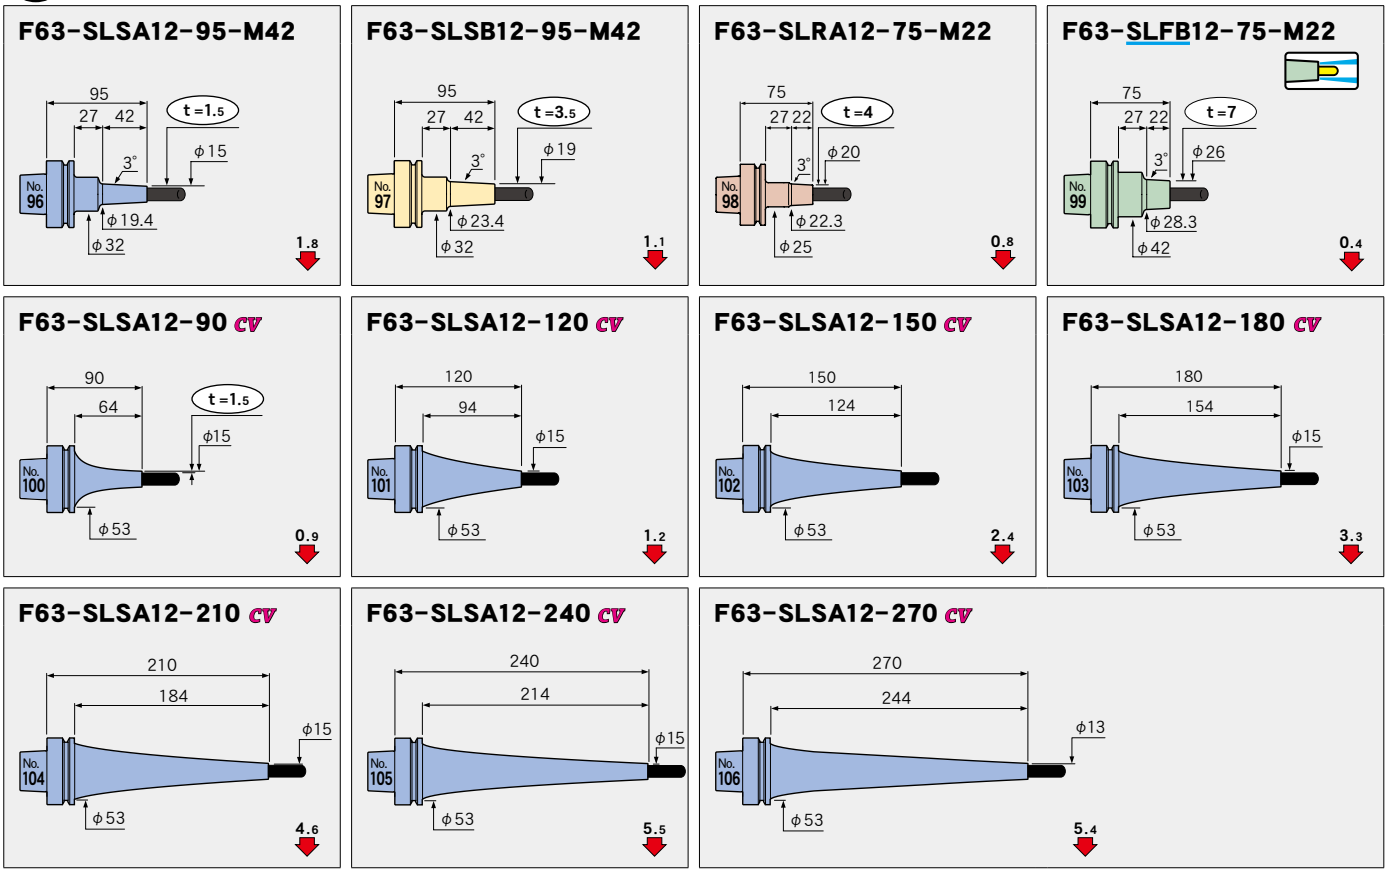 F63-SLSA12-95-M42
95
27 42
t=1.5
φ15
3°
No.
96
φ19.4
φ32
1.8
F63-SLSB12-95-M42
95
27 42
t=3.5
φ19
3°
No.
97
φ23.4
φ32
1.1
F63-SLRA12-75-M22
75
27 22
t=4
φ20
3°
No.
98
φ22.3
φ25
0.8
F63-SLFB12-75-M22
75
27 22
t=7
φ26
3°
No.
99
φ28.3
φ42
0.4
F63-SLSA12-90 CV
90
64
t=1.5
φ15
No.
100
φ53
0.9
F63-SLSA12-120 CV
120
94
φ15
No.
101
φ53
1.2
F63-SLSA12-150 CV
150
124
No.
102
φ53
2.4
F63-SLSA12-180 CV
180
154
φ15
No.
103
φ53
3.3
F63-SLSA12-210 CV
210
184
φ15
No.
104
φ53
4.6
F63-SLSA12-240 CV
240
214
φ15
No.
105
φ53
5.5
F63-SLSA12-270 CV
270
244
φ13
No.
106
φ53
5.4